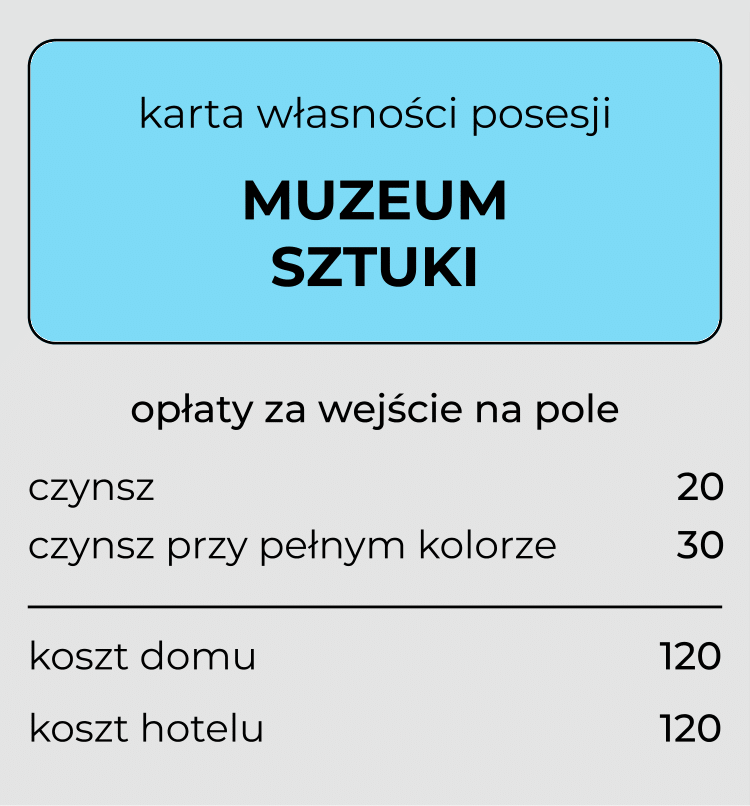 karta własności posesji
MUZEUM
SZTUKI
opłaty za wejście na pole
czynsz 20
czynsz przy pełnym kolorze 30
koszt domu 120
koszt hotelu 120